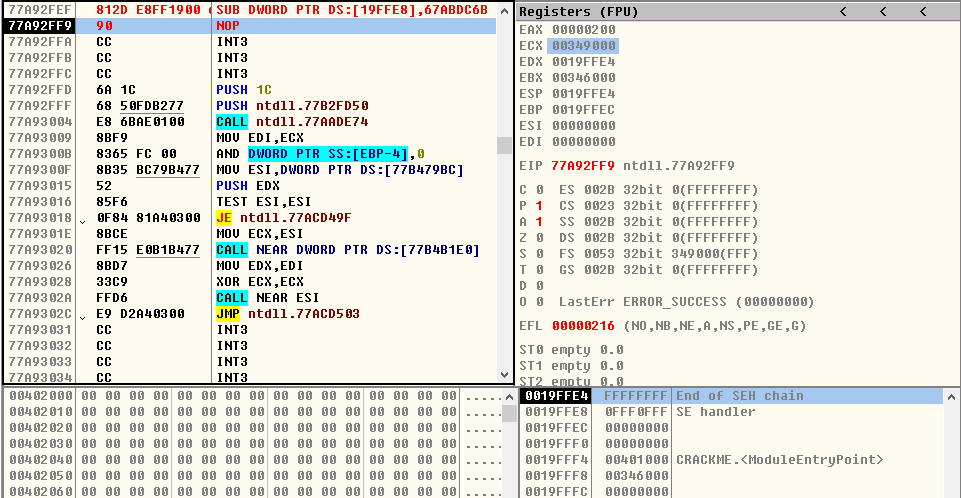 77A92FEF 812D E8FF1900 SUB DWORD PTR DS:[19FFE8],67ABDC6B
77A92FF9 90 NOP
77A92FFA CC INT3
77A92FFB CC INT3
77A92FFC CC INT3
77A92FFD 6A 1C PUSH 1C
77A92FFF 68 50FDB277 PUSH ntdll.77B2FD50
77A93004 E8 6BAE0100 CALL ntdll.77AADE74
77A93009 8BF9 MOV EDI,ECX
77A9300B 8365 FC 00 AND DWORD PTR SS:[EBP-4],0
77A9300F 8B35 BC79B477 MOV ESI,DWORD PTR DS:[77B479BC]
77A93015 52 PUSH EDX
77A93016 85F6 TEST ESI,ESI
77A93018 0F84 81A40300 JE ntdll.77ACD49F
77A9301E 8BCE MOV ECX,ESI
77A93020 FF15 E0B1B477 CALL NEAR DWORD PTR DS:[77B4B1E0]
77A93026 8BD7 MOV EDX,EDI
77A93028 33C9 XOR ECX,ECX
77A9302A FFD6 CALL NEAR ESI
77A9302C E9 D2A40300 JMP ntdll.77ACD503
77A93031 CC INT3
77A93032 CC INT3
77A93033 CC INT3
77A93034 CC INT3
Registers (FPU) < < <
EAX 00000200
ECX 00349000
EDX 0019FFE4
EBX 00346000
ESP 0019FFE4
EBP 0019FFEC
ESI 00000000
EDI 00000000
EIP 77A92FF9 ntdll.77A92FF9
C 0 ES 002B 32bit 0(FFFFFFFF)
P 1 CS 0023 32bit 0(FFFFFFFF)
A 1 SS 002B 32bit 0(FFFFFFFF)
Z 0 DS 002B 32bit 0(FFFFFFFF)
S 0 FS 0053 32bit 349000(FFF)
T 0 GS 002B 32bit 0(FFFFFFFF)
D 0
O 0 LastErr ERROR_SUCCESS (00000000)
EFL 00000216 (NO,NB,NE,A,NS,PE,GE,G)
ST0 empty 0.0
ST1 empty 0.0
ST2 empty 0.0
00402000 00 00 00 00 00 00 00 00 00 00 00 00 00 00 00 00 .....
00402010 00 00 00 00 00 00 00 00 00 00 00 00 00 00 00 00 .....
00402020 00 00 00 00 00 00 00 00 00 00 00 00 00 00 00 00 .....
00402030 00 00 00 00 00 00 00 00 00 00 00 00 00 00 00 00 .....
00402040 00 00 00 00 00 00 00 00 00 00 00 00 00 00 00 00 .....
00402050 00 00 00 00 00 00 00 00 00 00 00 00 00 00 00 00 .....
00402060 00 00 00 00 00 00 00 00 00 00 00 00 00 00 00 00 .....
0019FFE4 FFFFFFFF End of SEH chain
0019FFE8 0FFF0FFF SE handler
0019FFEC 00000000
0019FFF0 00000000
0019FFF4 00401000 CRACKME.<ModuleEntryPoint>
0019FFF8 00346000
0019FFFC 00000000